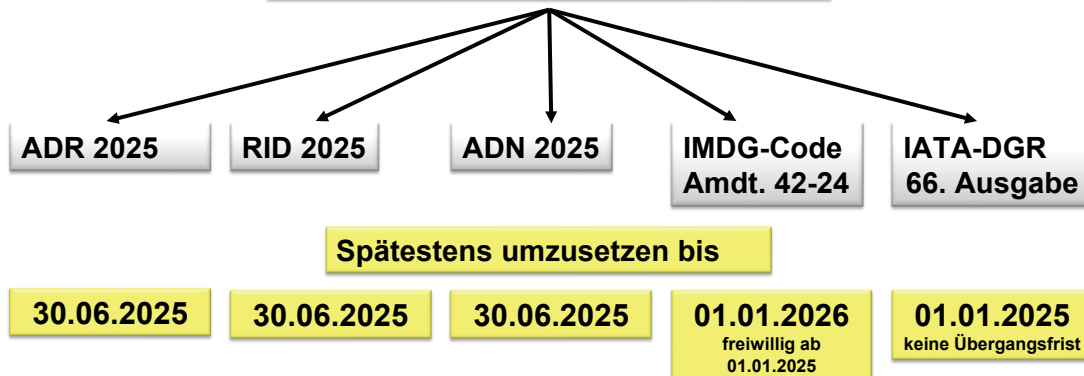 ADR 2025
RID 2025
ADN 2025
IMDG-Code
Amdt. 42-24
IATA-DGR
66. Ausgabe
Spätestens umzusetzen bis
30.06.2025
30.06.2025
30.06.2025
01.01.2026
freiwillig ab
01.01.2025
01.01.2025
keine Übergangsfrist